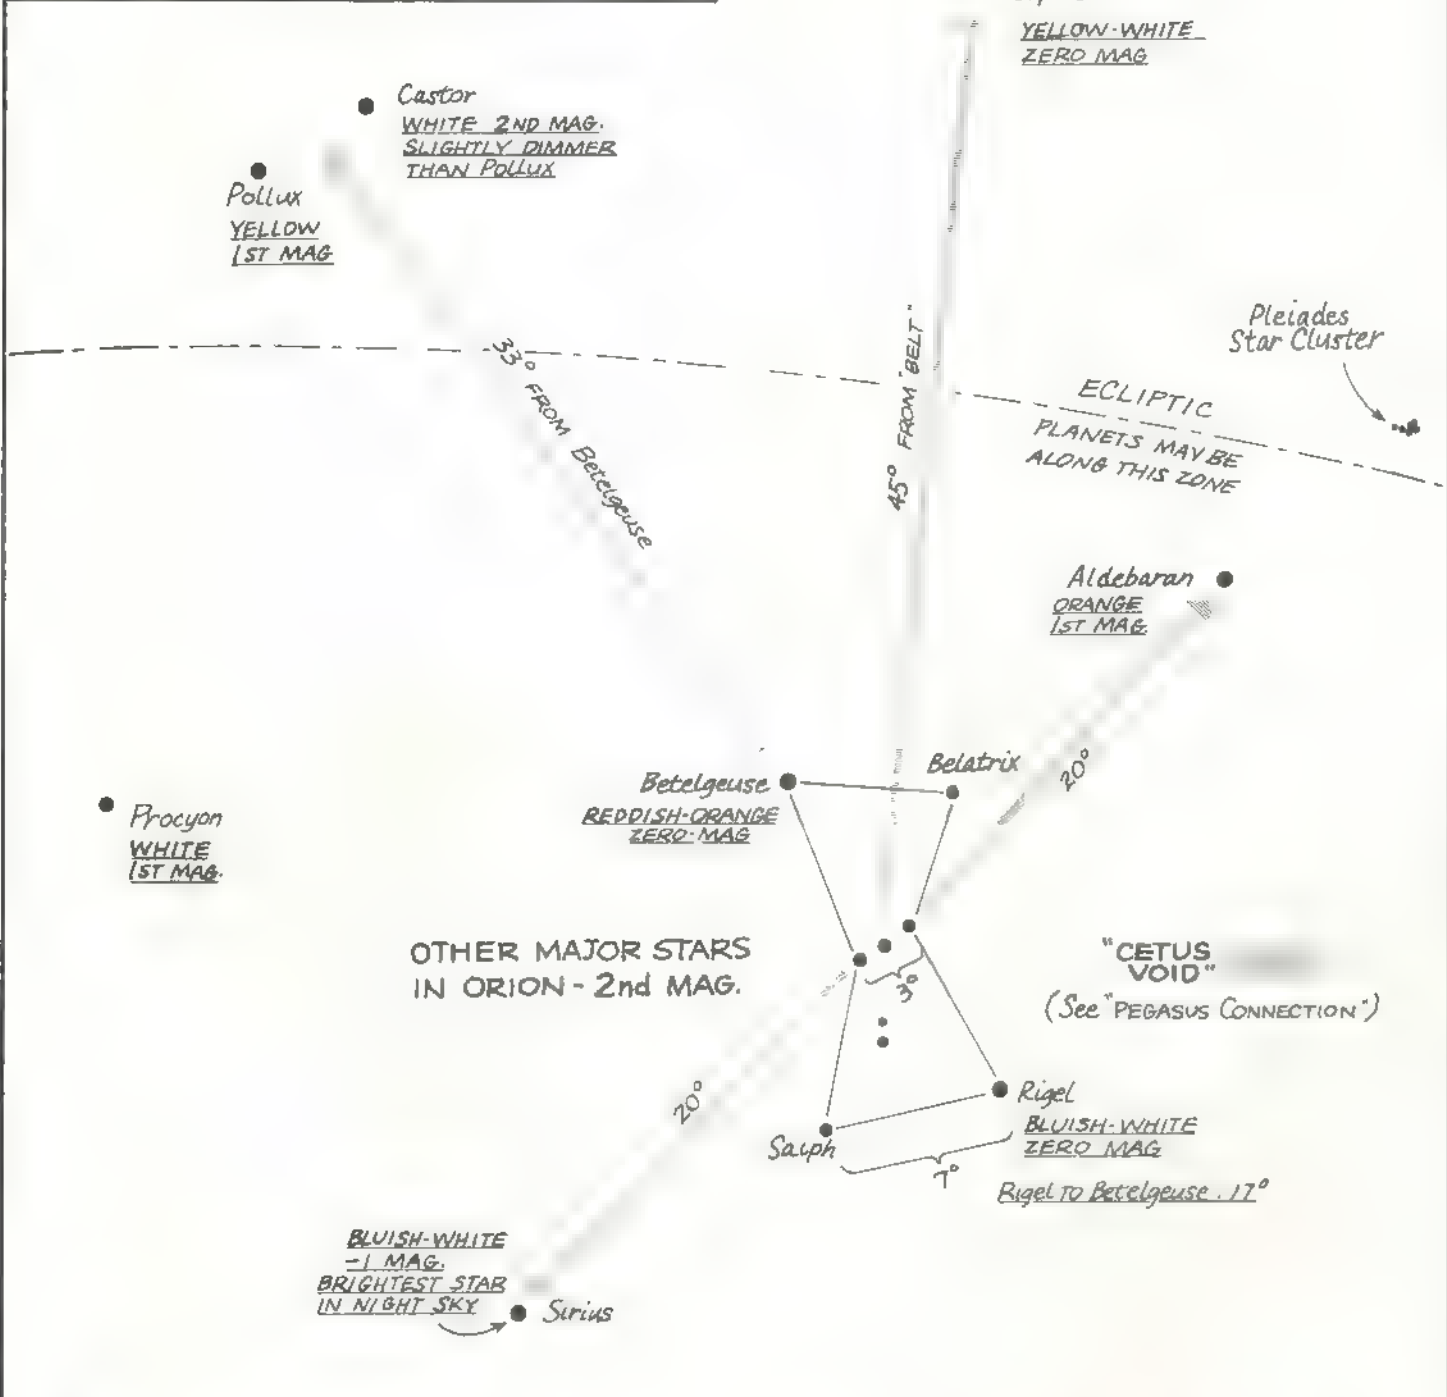 YELLOW-WHITE
ZERO MAG
Castor
WHITE 2ND MAG.
SLIGHTLY DIMMER
THAN Pollux
Pollux
YELLOW
1ST MAG
Pleiades
Star Cluster
33° FROM Betelgeuse
45° FROM "BELT"
ECLIPTIC
PLANETS MAY BE
ALONG THIS ZONE
Aldebaran
ORANGE
1ST MAG.
20°
Betelgeuse
REDDISH-ORANGE
ZERO-MAG
Belatrix
Procyon
WHITE
1ST MAG.
OTHER MAJOR STARS
IN ORION - 2nd MAG.
3°
"CETUS
VOID"
(See "PEGASUS CONNECTION")
20°
Rigel
BLUISH-WHITE
ZERO MAG
Saiph
7°
Rigel TO Betelgeuse. 17°
BLUISH-WHITE
-1 MAG.
BRIGHTEST STAR
IN NIGHT SKY
Sirius